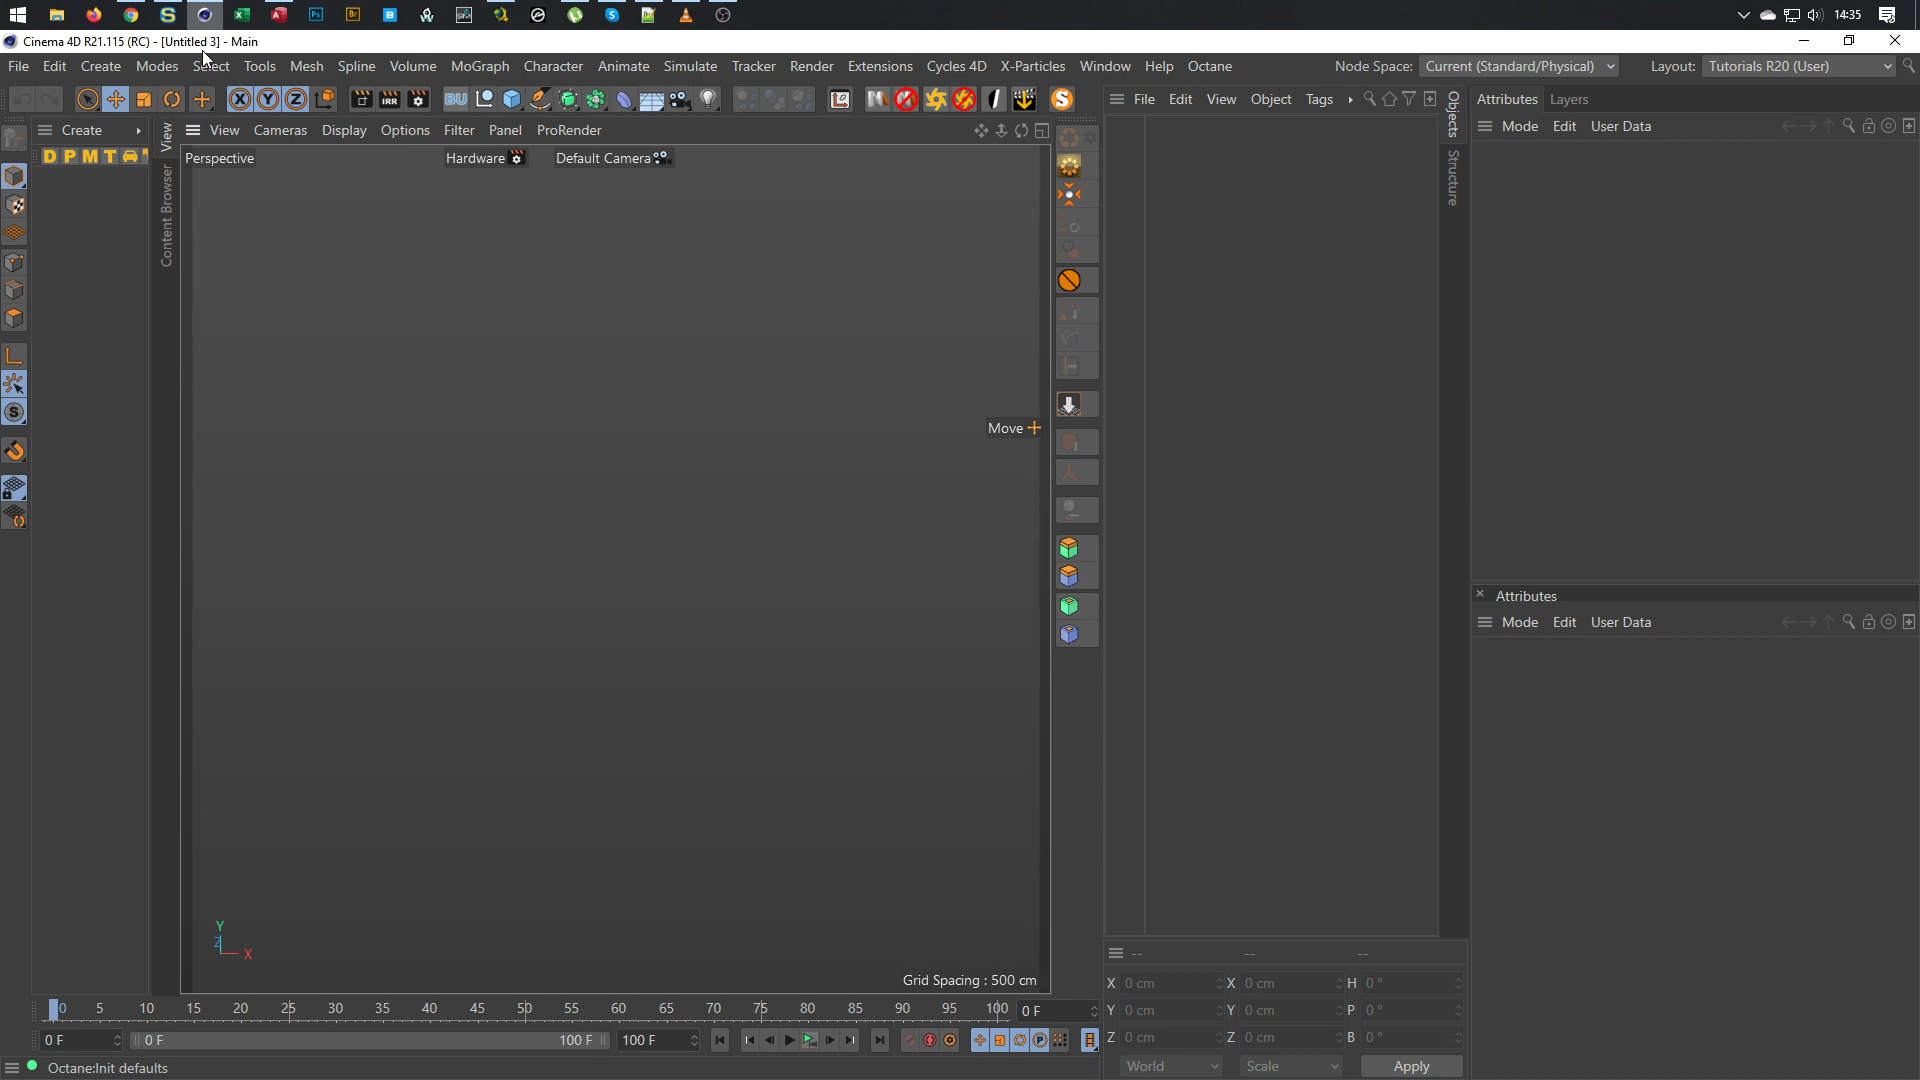 14:35
Cinema 4D R21.115 (RC) - [Untitled 3] - Main
File Edit Create Modes Select Tools Mesh Spline Volume MoGraph Character Animate Simulate Tracker Render Extensions Cycles 4D X-Particles Window Help Octane Node Space: Current (Standard/Physical) Layout: Tutorials R20 (User)
X Y Z IRR BU File Edit View Object Tags Attributes Layers
Create View Cameras Display Options Filter Panel ProRender Mode Edit User Data
D P M T
Perspective Hardware Default Camera
View
Content Browser
Objects
Structure
Move
Attributes
Mode Edit User Data
Y
Z
X
Grid Spacing : 500 cm
-- -- --
X 0 cm X 0 cm H 0 °
Y 0 cm Y 0 cm P 0 °
Z 0 cm Z 0 cm B 0 °
World Scale Apply
0 5 10 15 20 25 30 35 40 45 50 55 60 65 70 75 80 85 90 95 100 0 F
0 F 0 F 100 F 100 F
Octane:Init defaults